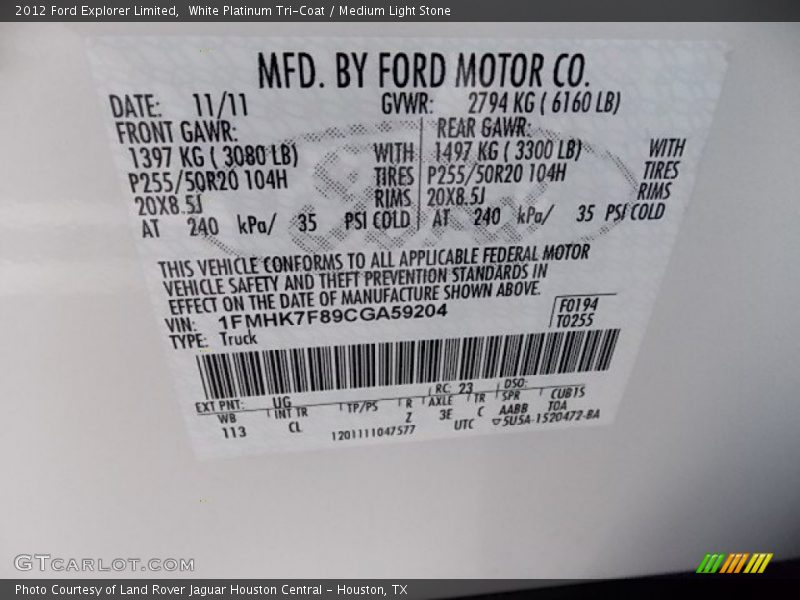 2012 Ford Explorer Limited, White Platinum Tri-Coat / Medium Light Stone
MFD. BY FORD MOTOR CO.
DATE: 11/11 GVWR: 2794 KG ( 6160 LB)
FRONT GAWR: REAR GAWR:
1397 KG ( 3080 LB) WITH 1497 KG ( 3300 LB) WITH
P255/50R20 104H TIRES P255/50R20 104H TIRES
20X8.5J RIMS 20X8.5J RIMS
AT 240 kPa/ 35 PSI COLD AT 240 kPa/ 35 PSI COLD
THIS VEHICLE CONFORMS TO ALL APPLICABLE FEDERAL MOTOR
VEHICLE SAFETY AND THEFT PREVENTION STANDARDS IN
EFFECT ON THE DATE OF MANUFACTURE SHOWN ABOVE.
VIN: 1FMHK7F89CGA59204 F0194
TYPE: Truck T0255
EXT PNT: UG RC: 23 DSO:
WB INT TR TP/PS R AXLE TR SPR CUB1S
113 CL Z 3E C AABB TOA
1201111047577 UTC 5U5A-1520472-BA
GTCARLOT.COM
Photo Courtesy of Land Rover Jaguar Houston Central - Houston, TX